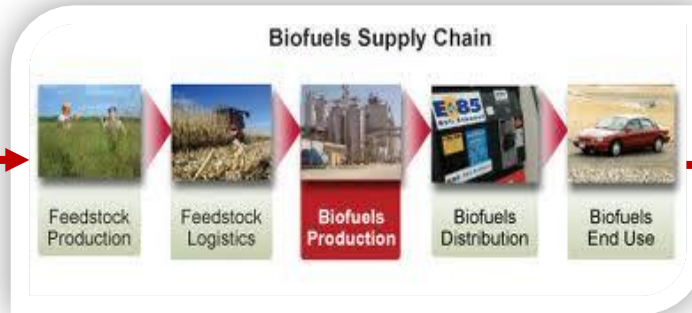 Biofuels Supply Chain
E85
Feedstock
Production
Feedstock
Logistics
Biofuels
Production
Biofuels
Distribution
Biofuels
End Use